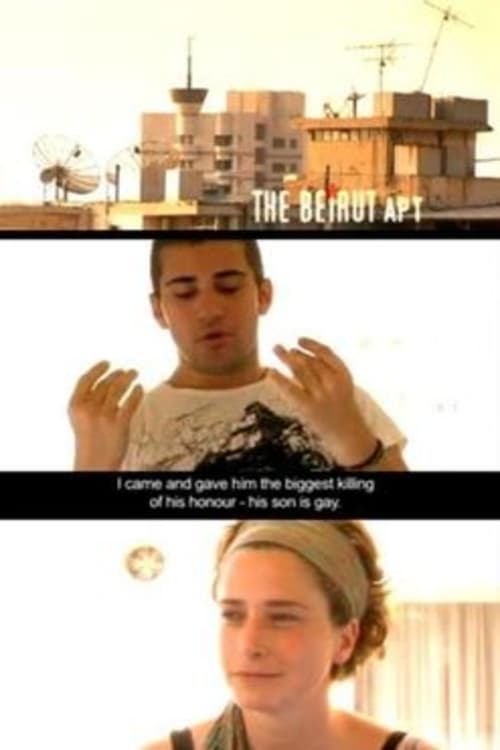 THE BEIRUT APT
I came and gave him the biggest killing
of his honour - his son is gay.